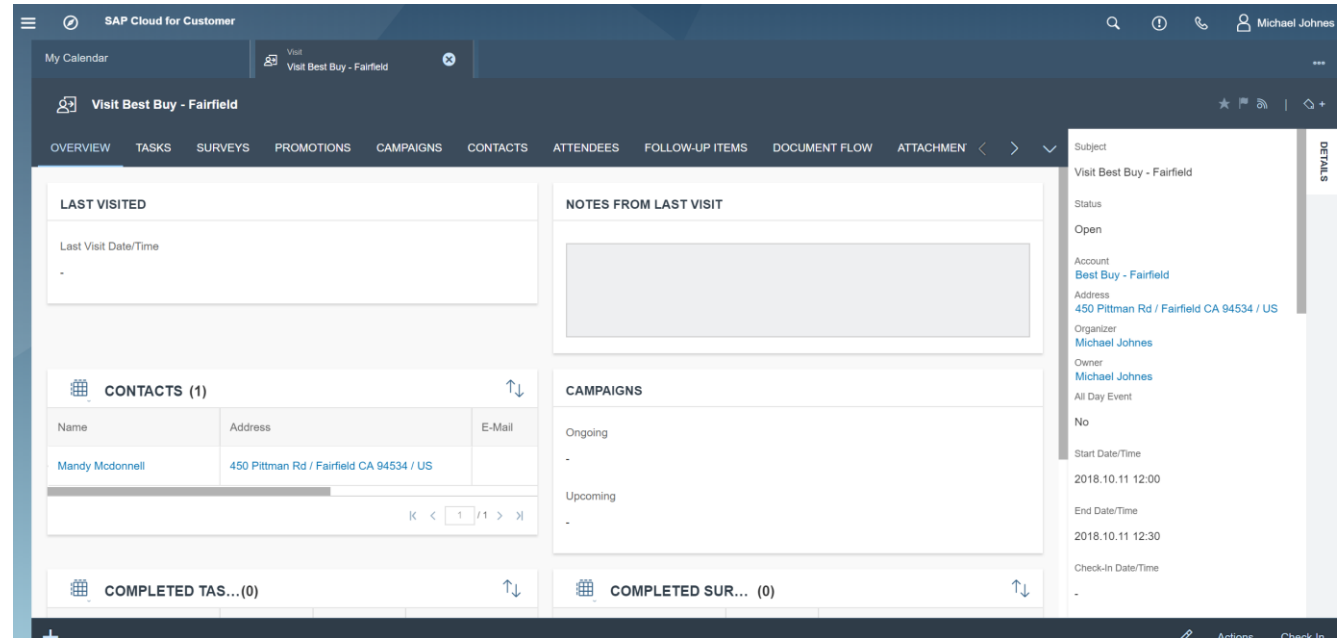 SAP Cloud for Customer
Michael Johnes
My Calendar
Visit
Visit Best Buy - Fairfield
Visit Best Buy - Fairfield
OVERVIEW TASKS SURVEYS PROMOTIONS CAMPAIGNS CONTACTS ATTENDEES FOLLOW-UP ITEMS DOCUMENT FLOW ATTACHMEN
LAST VISITED
Last Visit Date/Time
-
NOTES FROM LAST VISIT
CONTACTS (1)
Name Address E-Mail
Mandy Mcdonnell 450 Pittman Rd / Fairfield CA 94534 / US
1 / 1
CAMPAIGNS
Ongoing
-
Upcoming
-
COMPLETED TAS...(0)
COMPLETED SUR... (0)
DETAILS
Subject
Visit Best Buy - Fairfield
Status
Open
Account
Best Buy - Fairfield
Address
450 Pittman Rd / Fairfield CA 94534 / US
Organizer
Michael Johnes
Owner
Michael Johnes
All Day Event
No
Start Date/Time
2018.10.11 12:00
End Date/Time
2018.10.11 12:30
Check-In Date/Time
-
Actions Check In